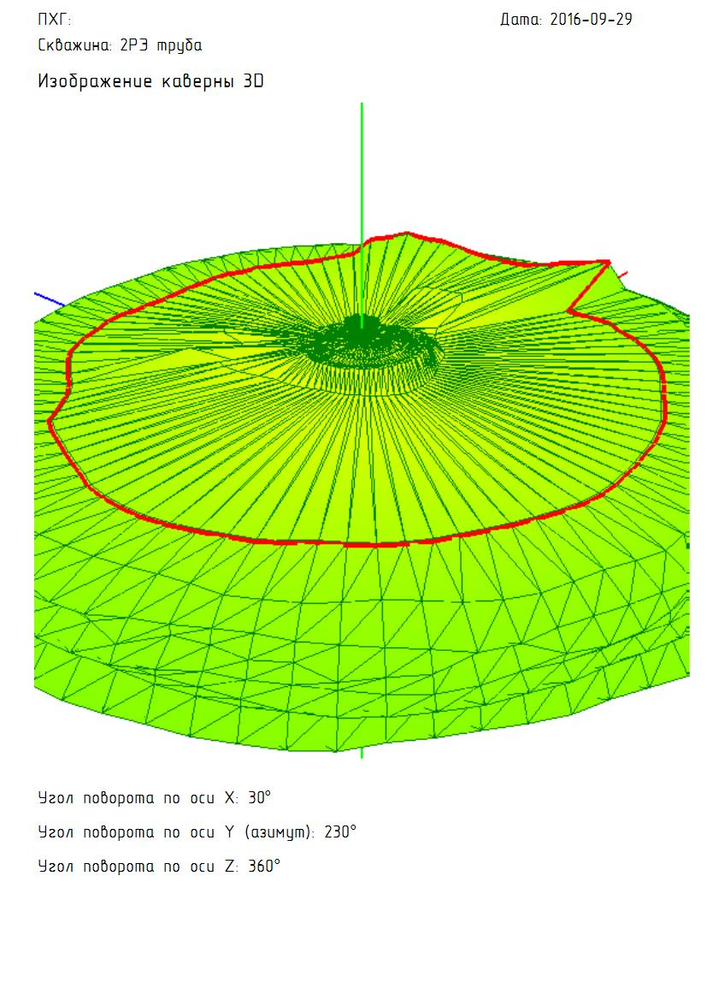 ПХГ:
Дата: 2016-09-29
Скважина: 2РЭ труба
Изображение каверны 3D
Угол поворота по оси X: 30°
Угол поворота по оси Y (азимут): 230°
Угол поворота по оси Z: 360°